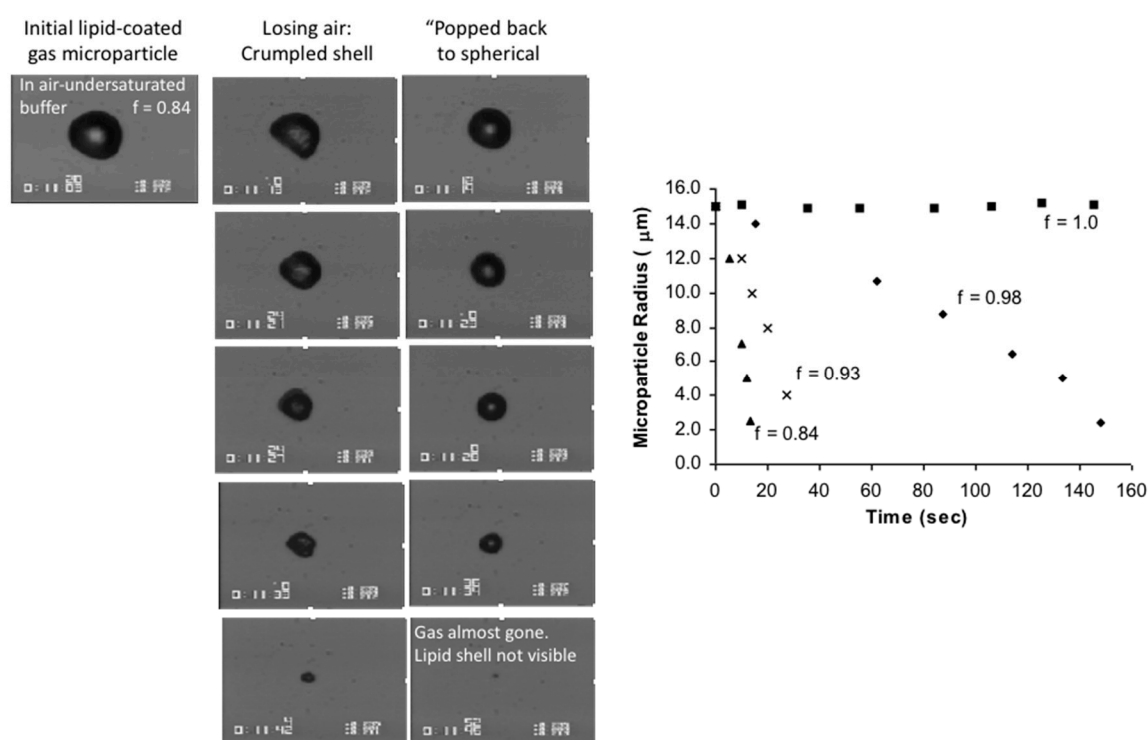 Initial lipid-coated
gas microparticle
Losing air:
Crumpled shell
“Popped back
to spherical
In air-undersaturated
buffer f = 0.84
Gas almost gone.
Lipid shell not visible
Microparticle Radius ( μm)
16.0
14.0
12.0
10.0
8.0
6.0
4.0
2.0
0.0
f = 1.0
f = 0.98
f = 0.93
f = 0.84
0 20 40 60 80 100 120 140 160
Time (sec)